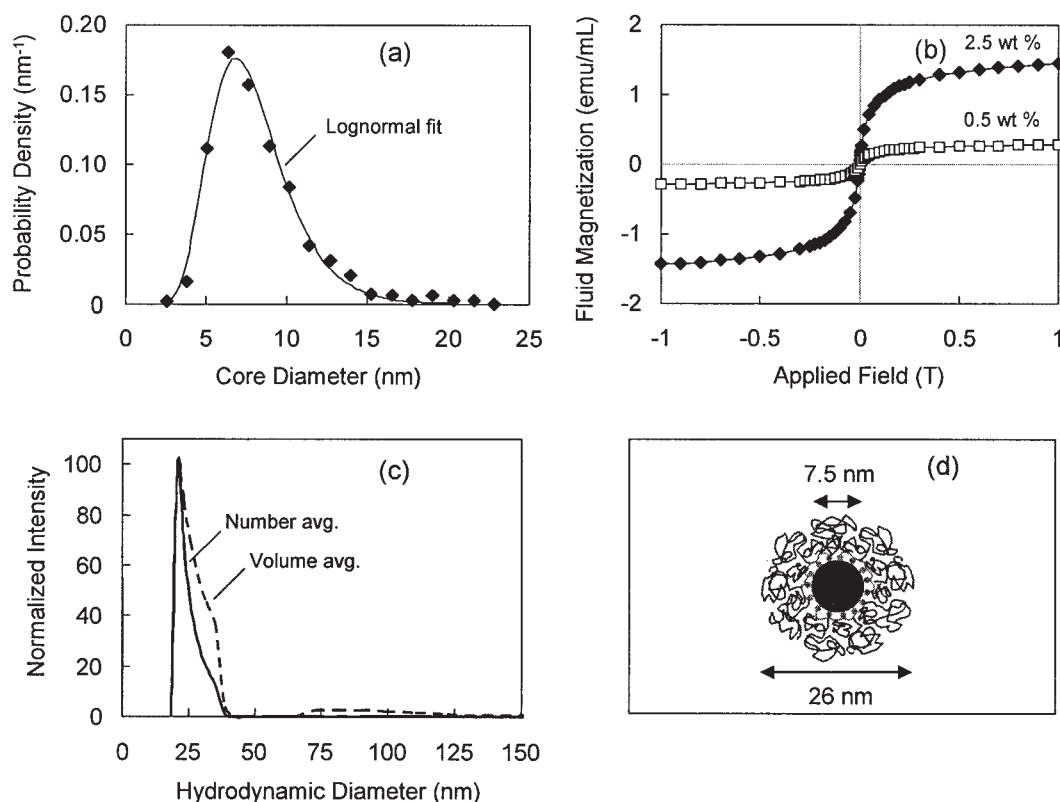 (a)
Probability Density (nm⁻¹)
0.20
0.15
0.10
0.05
0
Lognormal fit
0 5 10 15 20 25
Core Diameter (nm)
(b)
Fluid Magnetization (emu/mL)
2
1
0
-1
-2
2.5 wt %
0.5 wt %
-1 -0.5 0 0.5 1
Applied Field (T)
(c)
Normalized Intensity
100
80
60
40
20
0
Number avg.
Volume avg.
0 25 50 75 100 125 150
Hydrodynamic Diameter (nm)
(d)
7.5 nm
26 nm